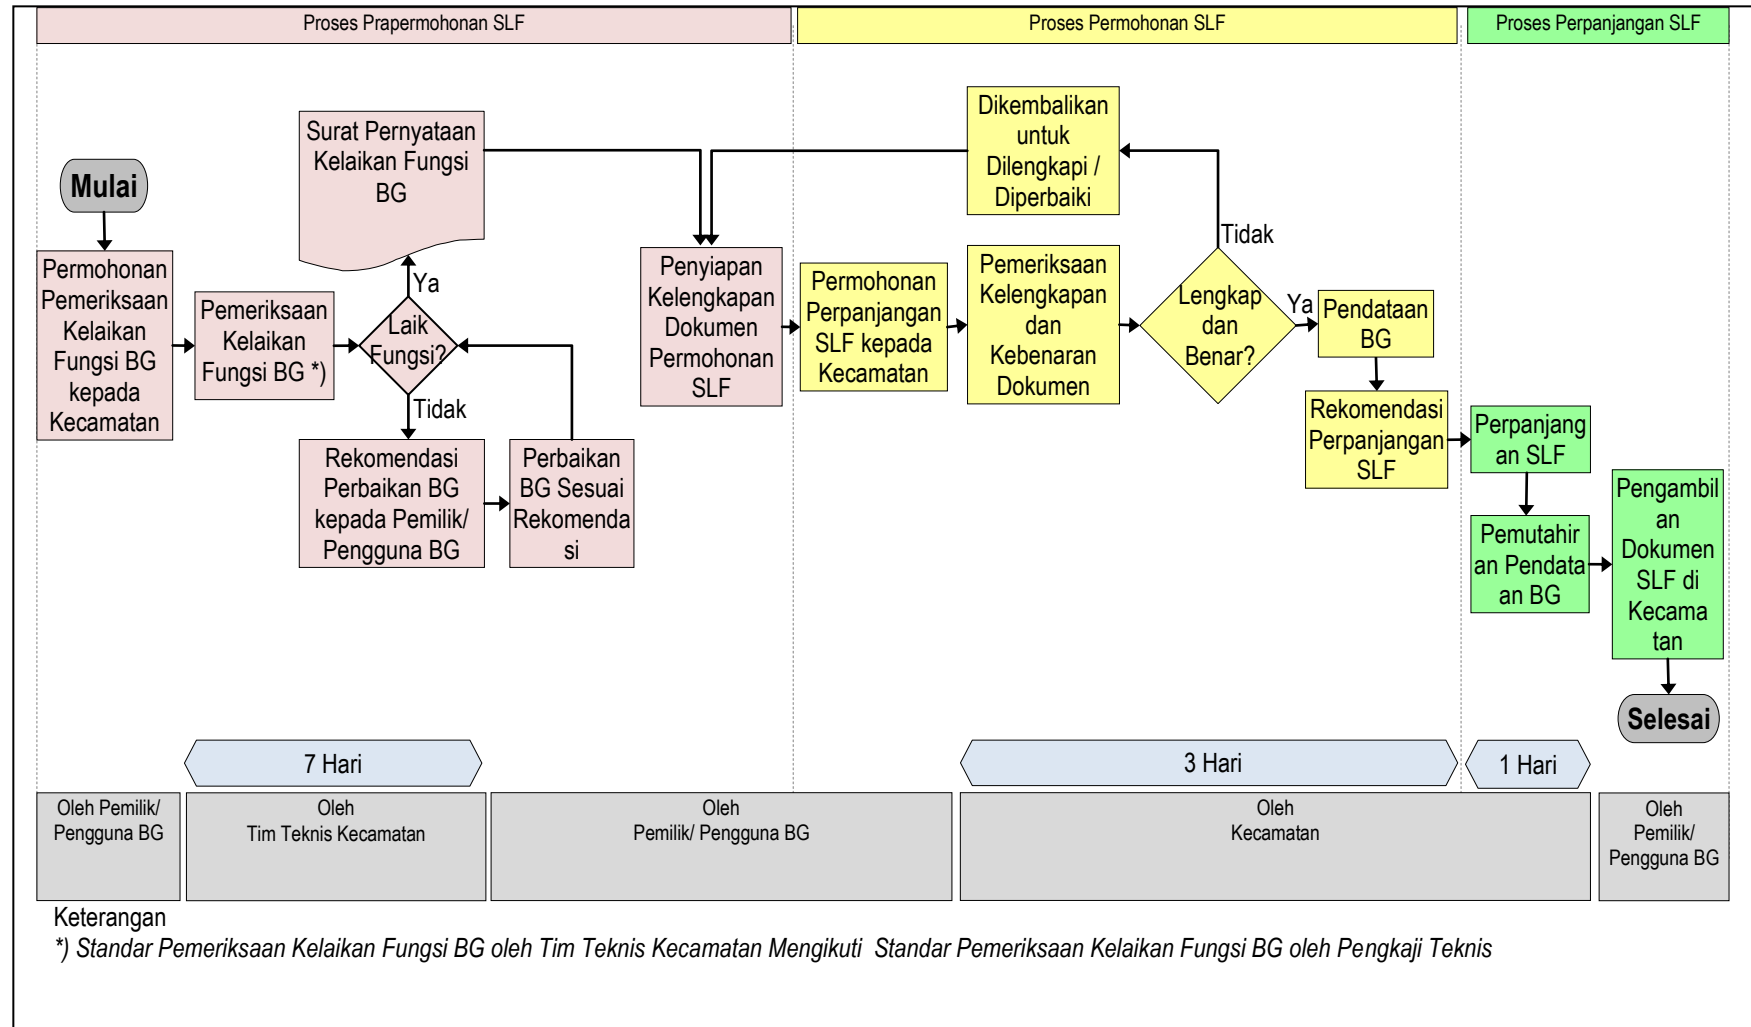 Proses Prapermohonan SLF
Proses Permohonan SLF
Proses Perpanjangan SLF
Mulai
Permohonan
Pemeriksaan
Kelaikan
Fungsi BG
kepada
Kecamatan
Pemeriksaan
Kelaikan
Fungsi BG *)
Surat Pernyataan
Kelaikan Fungsi
BG
Ya
Laik
Fungsi?
Tidak
Rekomendasi
Perbaikan BG
kepada Pemilik/
Pengguna BG
Perbaikan
BG Sesuai
Rekomenda
si
Penyiapan
Kelengkapan
Dokumen
Permohonan
SLF
Permohonan
Perpanjangan
SLF kepada
Kecamatan
Dikembalikan
untuk
Dilengkapi /
Diperbaiki
Pemeriksaan
Kelengkapan
dan
Kebenaran
Dokumen
Tidak
Lengkap
dan
Benar?
Ya
Pendataan
BG
Rekomendasi
Perpanjangan
SLF
Perpanjang
an SLF
Pemutahir
an Pendata
an BG
Pengambil
an
Dokumen
SLF di
Kecama
tan
Selesai
7 Hari
3 Hari
1 Hari
Oleh Pemilik/
Pengguna BG
Oleh
Tim Teknis Kecamatan
Oleh
Pemilik/ Pengguna BG
Oleh
Kecamatan
Oleh
Pemilik/
Pengguna BG
Keterangan
*) Standar Pemeriksaan Kelaikan Fungsi BG oleh Tim Teknis Kecamatan Mengikuti Standar Pemeriksaan Kelaikan Fungsi BG oleh Pengkaji Teknis